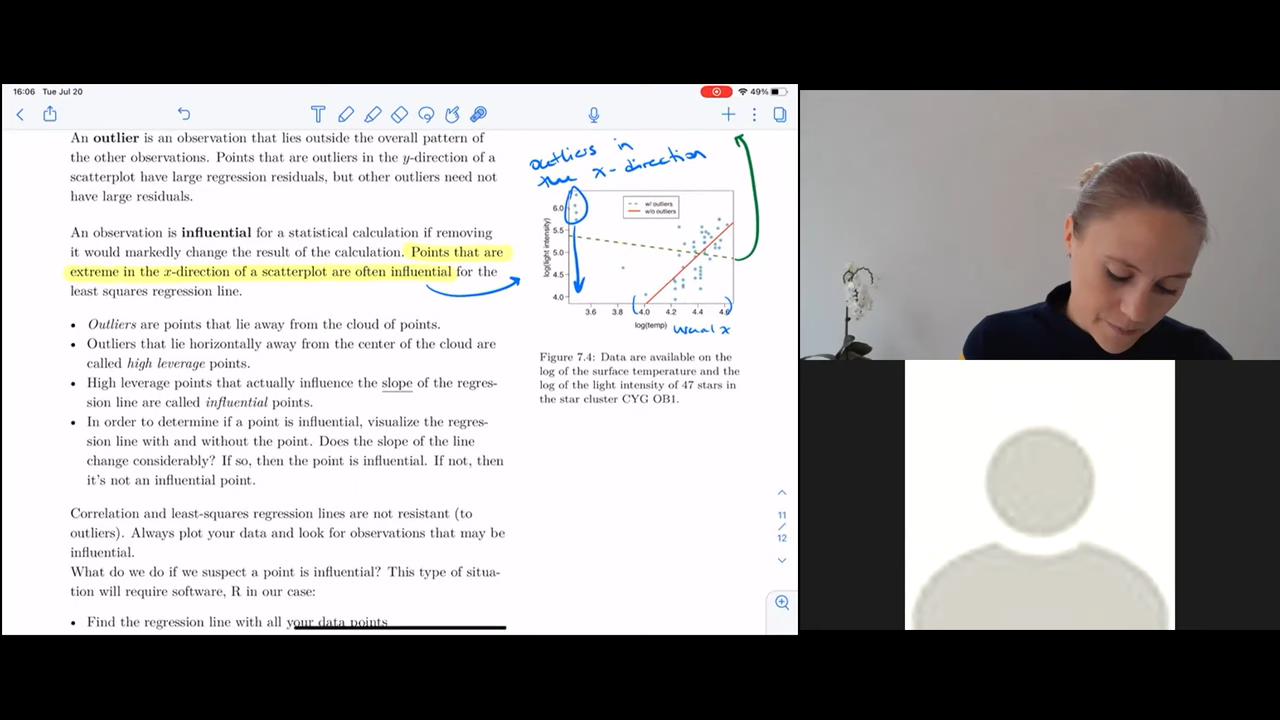 16:06 Tue Jul 20
49%
An outlier is an observation that lies outside the overall pattern of
the other observations. Points that are outliers in the y-direction of a
scatterplot have large regression residuals, but other outliers need not
have large residuals.
An observation is influential for a statistical calculation if removing
it would markedly change the result of the calculation. Points that are
extreme in the x-direction of a scatterplot are often influential for the
least squares regression line.
• Outliers are points that lie away from the cloud of points.
• Outliers that lie horizontally away from the center of the cloud are
called high leverage points.
• High leverage points that actually influence the slope of the regres-
sion line are called influential points.
• In order to determine if a point is influential, visualize the regres-
sion line with and without the point. Does the slope of the line
change considerably? If so, then the point is influential. If not, then
it's not an influential point.
Correlation and least-squares regression lines are not resistant (to
outliers). Always plot your data and look for observations that may be
influential.
What do we do if we suspect a point is influential? This type of situa-
tion will require software, R in our case:
• Find the regression line with all your data points
outliers in
the x-direction
w/ outliers
w/o outliers
log(light intensity)
6.0
5.5
5.0
4.5
4.0
3.6 3.8 4.0 4.2 4.4 4.6
log(temp)
usual x
Figure 7.4: Data are available on the
log of the surface temperature and the
log of the light intensity of 47 stars in
the star cluster CYG OB1.
11
/
12